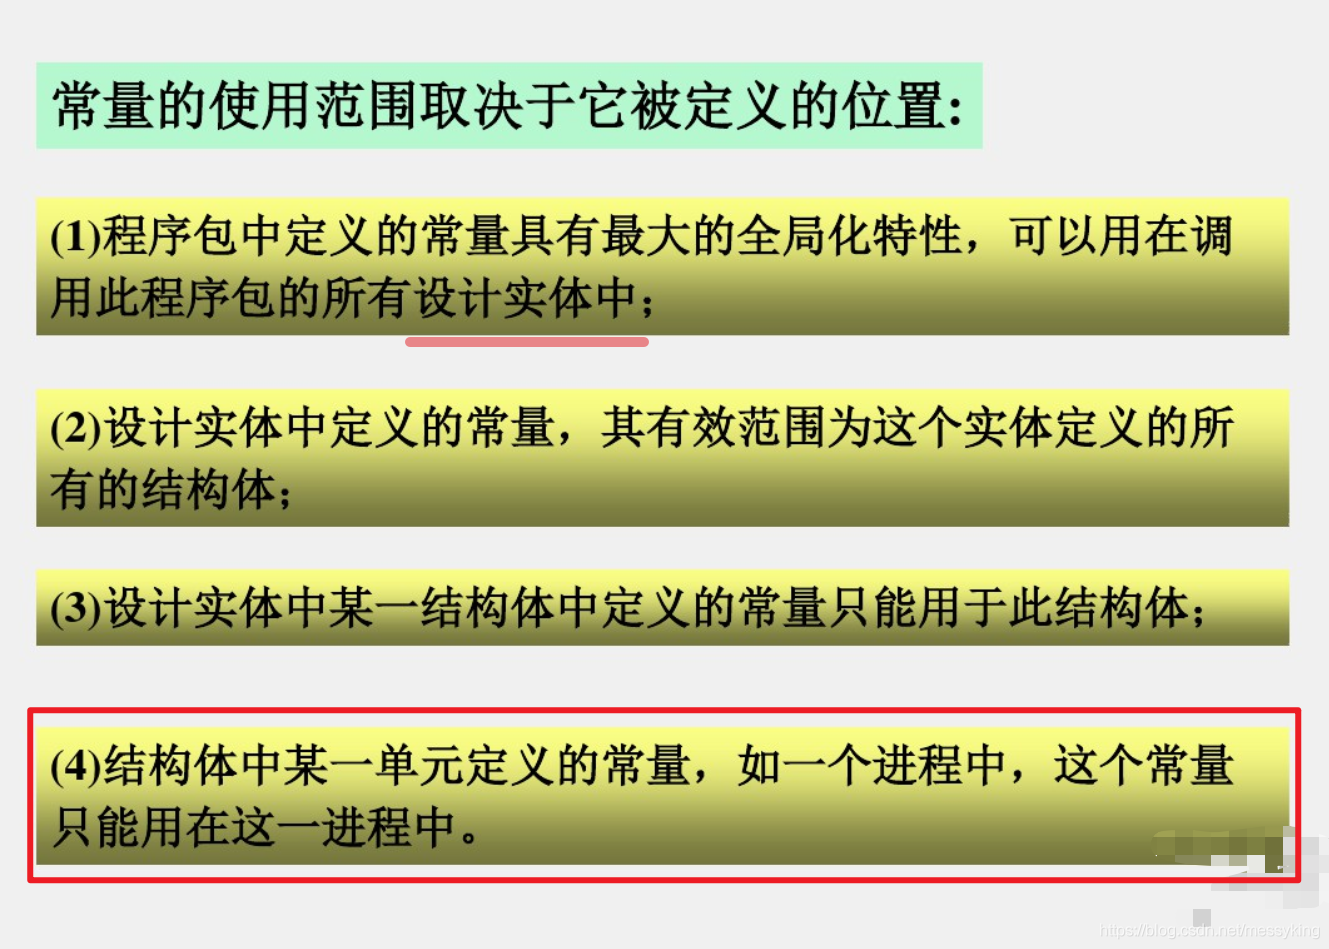 常量的使用范围取决于它被定义的位置:
(1)程序包中定义的常量具有最大的全局化特性，可以用在调
用此程序包的所有设计实体中；
(2)设计实体中定义的常量，其有效范围为这个实体定义的所
有的结构体；
(3)设计实体中某一结构体中定义的常量只能用于此结构体；
(4)结构体中某一单元定义的常量，如一个进程中，这个常量
只能用在这一进程中。
https://blog.csdn.net/messyking